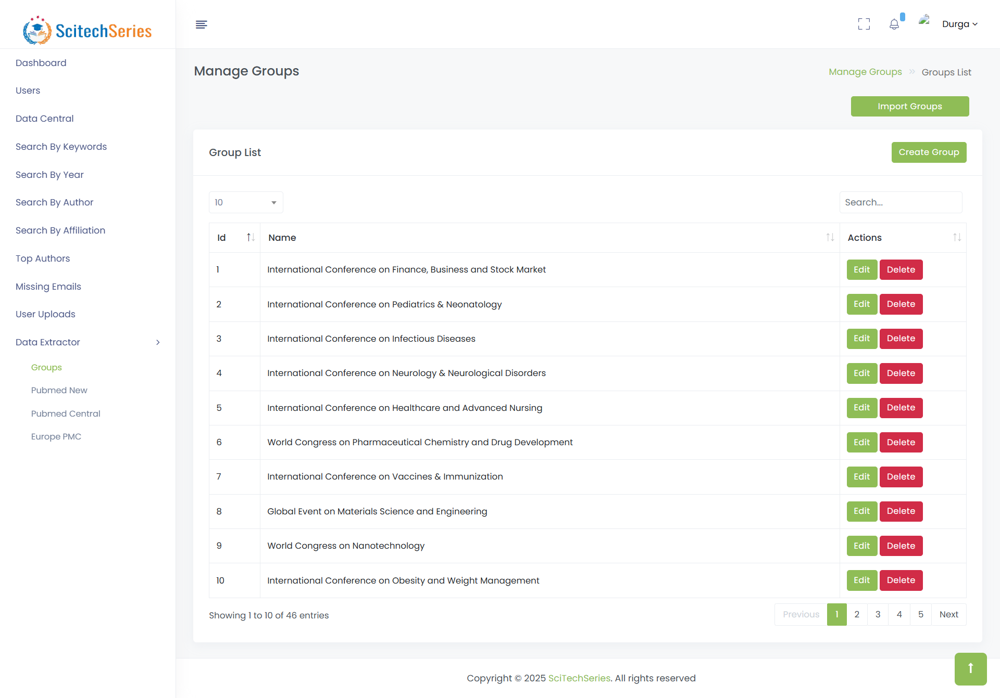 ScitechSeries
Durga
Dashboard
Users
Data Central
Search By Keywords
Search By Year
Search By Author
Search By Affiliation
Top Authors
Missing Emails
User Uploads
Data Extractor
Groups
Pubmed New
Pubmed Central
Europe PMC
Manage Groups
Manage Groups » Groups List
Import Groups
Group List
Create Group
10
Search...
Id Name Actions
1 International Conference on Finance, Business and Stock Market Edit Delete
2 International Conference on Pediatrics & Neonatology Edit Delete
3 International Conference on Infectious Diseases Edit Delete
4 International Conference on Neurology & Neurological Disorders Edit Delete
5 International Conference on Healthcare and Advanced Nursing Edit Delete
6 World Congress on Pharmaceutical Chemistry and Drug Development Edit Delete
7 International Conference on Vaccines & Immunization Edit Delete
8 Global Event on Materials Science and Engineering Edit Delete
9 World Congress on Nanotechnology Edit Delete
10 International Conference on Obesity and Weight Management Edit Delete
Showing 1 to 10 of 46 entries
Previous 1 2 3 4 5 Next
Copyright © 2025 SciTechSeries. All rights reserved